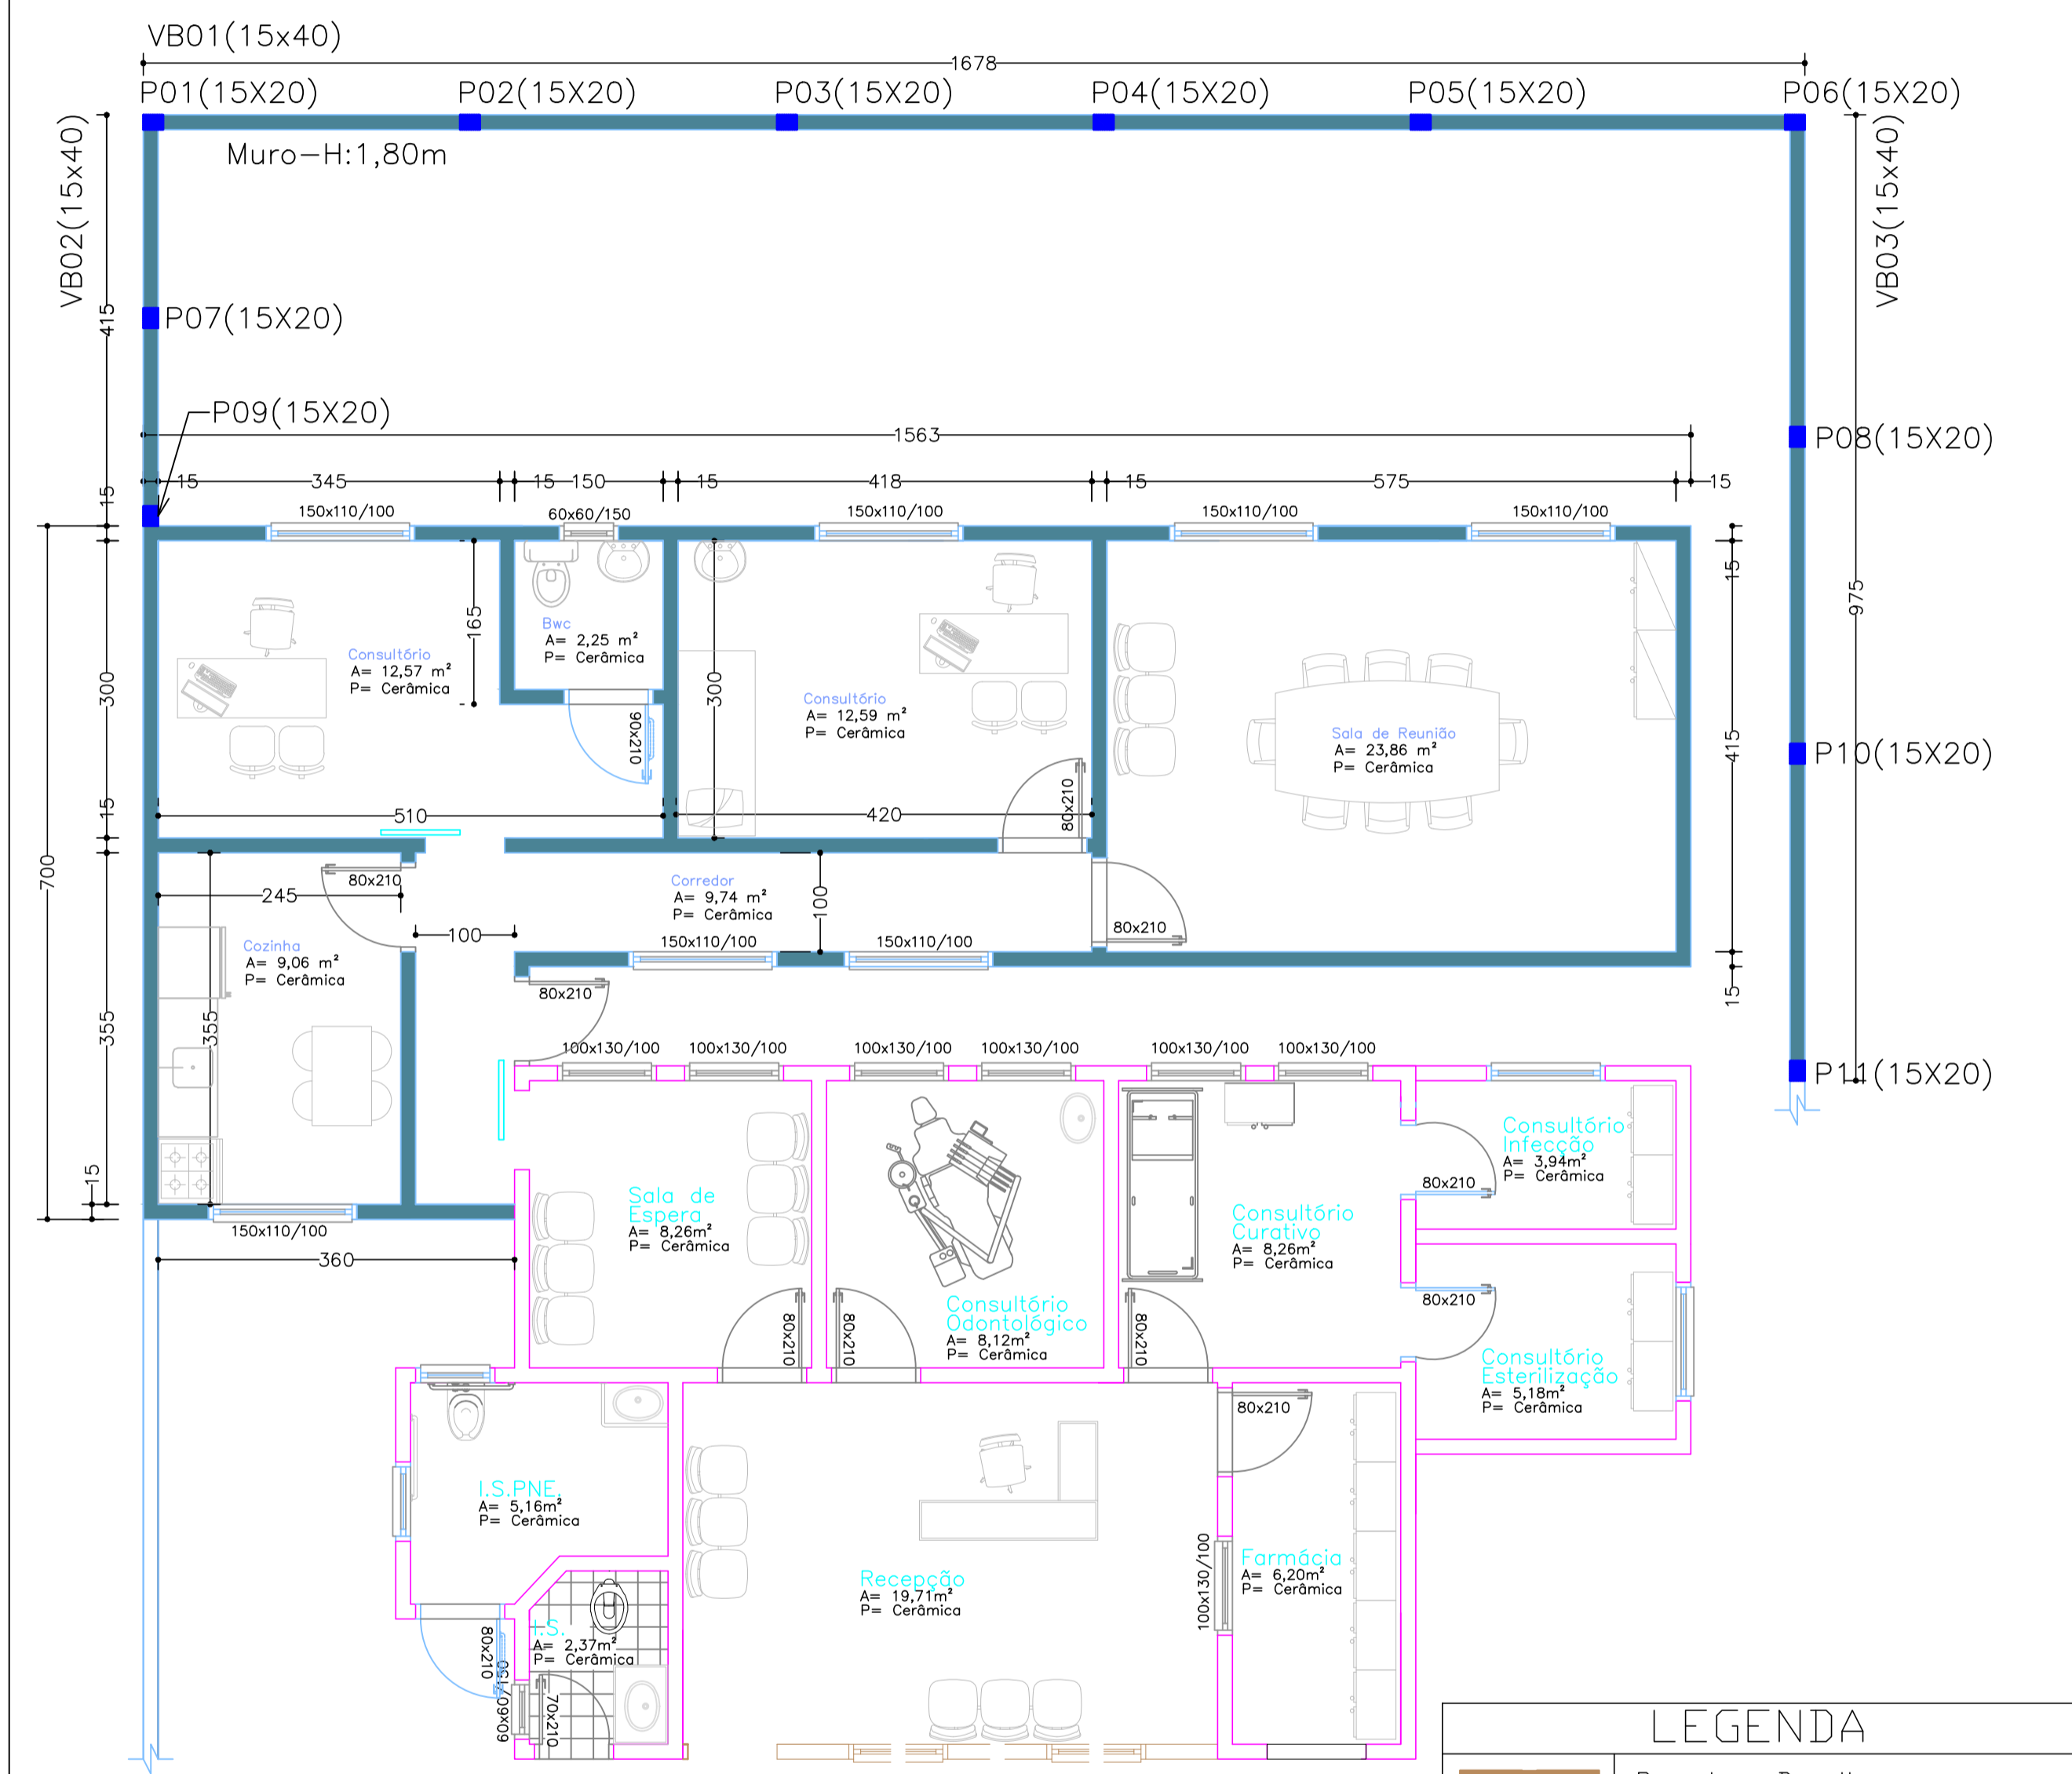 VB01(15x40)
1678
P01(15X20)
P02(15X20)
P03(15X20)
P04(15X20)
P05(15X20)
P06(15X20)
VB02(15x40)
Muro-H:1,80m
VB03(15x40)
415
P07(15X20)
P09(15X20)
1563
P08(15X20)
15
15
345
15
150
15
418
15
575
15
150x110/100
60x60/150
150x110/100
150x110/100
150x110/100
15
975
165
Bwc
A= 2,25 m²
P= Cerâmica
Consultório
A= 12,57 m²
P= Cerâmica
300
300
90x210
Consultório
A= 12,59 m²
P= Cerâmica
Sala de Reunião
A= 23,86 m²
P= Cerâmica
415
P10(15X20)
15
510
420
80x210
700
80x210
245
Corredor
A= 9,74 m²
P= Cerâmica
100
80x210
100
Cozinha
A= 9,06 m²
P= Cerâmica
150x110/100
150x110/100
80x210
15
355
355
100x130/100
100x130/100
100x130/100
100x130/100
100x130/100
100x130/100
P11(15X20)
Consultório
Infecção
A= 3,94m²
P= Cerâmica
80x210
15
Sala de
Espera
A= 8,26m²
P= Cerâmica
Consultório
Curativo
A= 8,26m²
P= Cerâmica
150x110/100
360
80x210
80x210
80x210
80x210
Consultório
Odontológico
A= 8,12m²
P= Cerâmica
Consultório
Esterilização
A= 5,18m²
P= Cerâmica
80x210
I.S.PNE.
A= 5,16m²
P= Cerâmica
100x130/100
Farmácia
A= 6,20m²
P= Cerâmica
Recepção
A= 19,71m²
P= Cerâmica
I.S.
A= 2,37m²
P= Cerâmica
80x210
60x60/150
70x210
LEGENDA